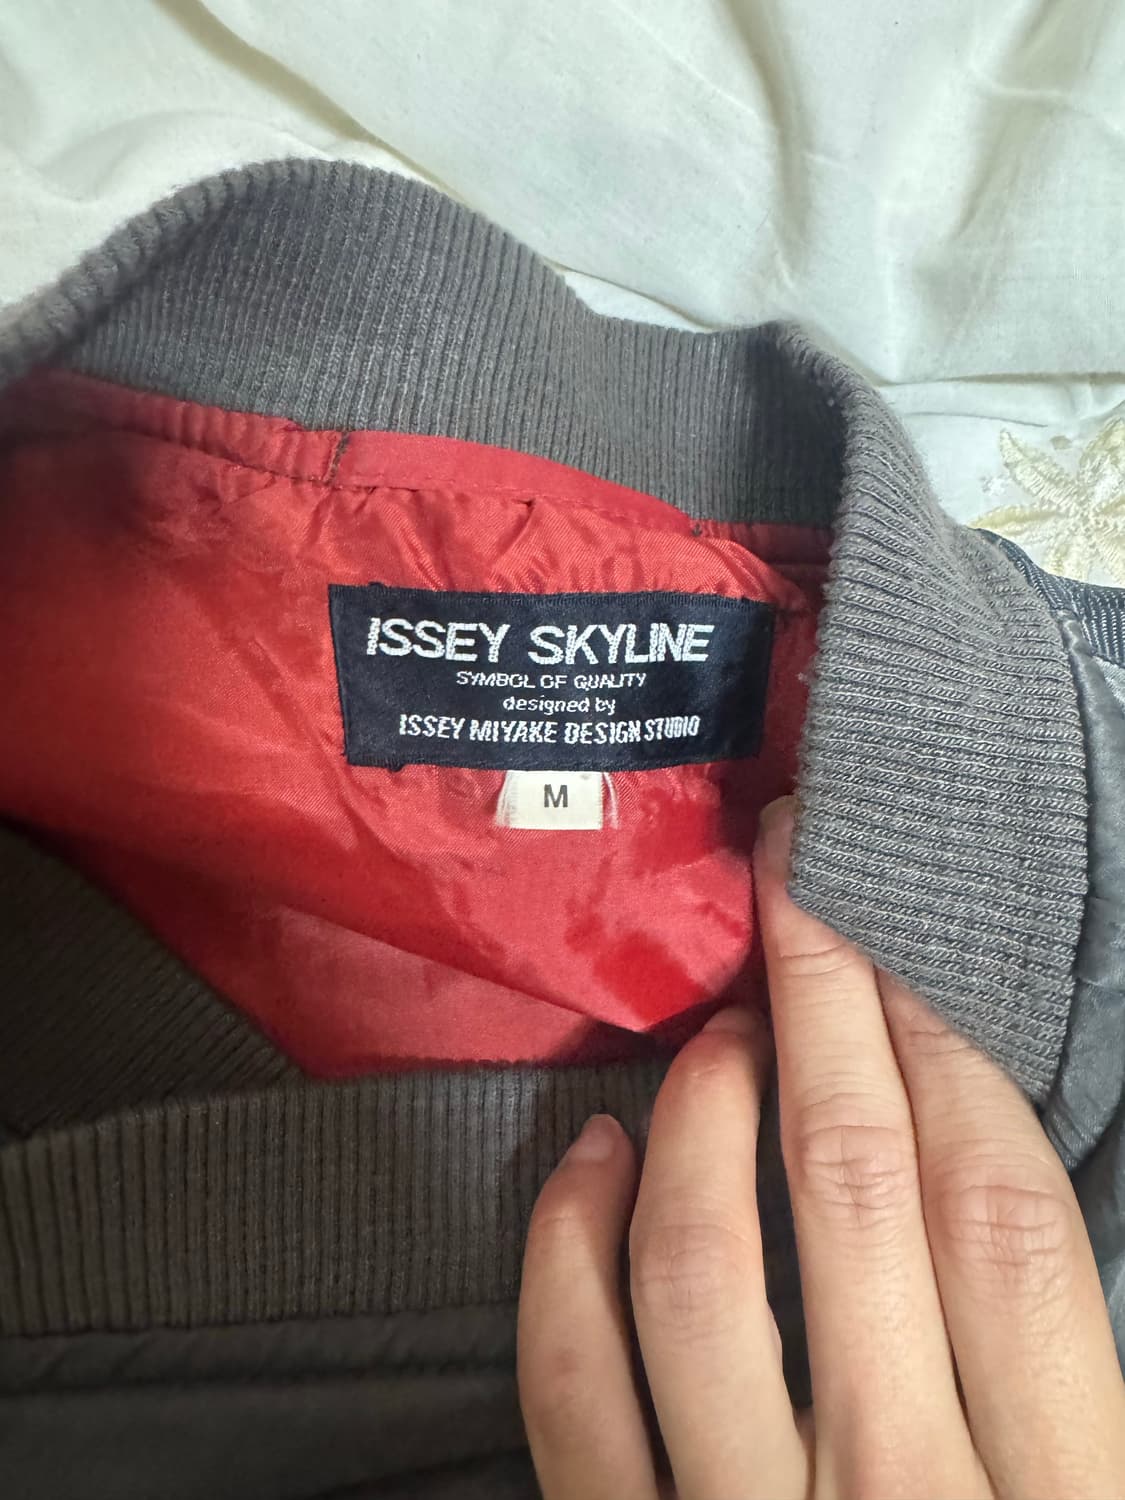 ISSEY SKYLINE
SYMBOL OF QUALITY
designed by
ISSEY MIYAKE DESIGN STUDIO
M